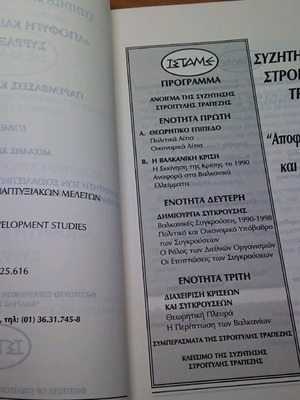 ΑΠΤΥΞΙΑΚΩΝ ΜΕΛΕΤΩΝ
VELOPMENT STUDIES
25.616
, τηλ: (01) 36.31.745-8
ΙΣΤΑΜΕ
ΠΡΟΓΡΑΜΜΑ
ΑΝΟΙΓΜΑ ΤΗΣ ΣΥΖΗΤΗΣΗΣ
ΣΤΡΟΓΓΥΛΗΣ ΤΡΑΠΕΖΗΣ
ΕΝΟΤΗΤΑ ΠΡΩΤΗ
Α. ΘΕΩΡΗΤΙΚΟ ΕΠΙΠΕΔΟ
Πολιτικά Αίτια
Οικονομικά Αίτια
Β. Η ΒΑΛΚΑΝΙΚΗ ΚΡΙΣΗ
Η Εκκίνηση της Κρίσης το 1990
Αναφορά στα Βαλκανικά
Ελλείμματα
ΕΝΟΤΗΤΑ ΔΕΥΤΕΡΗ
ΔΗΜΙΟΥΡΓΙΑ ΣΥΓΚΡΟΥΣΗΣ
Βαλκανικές Συγκρούσεις 1990-1998
Πολιτικό και Οικονομικό Υπόβαθρο
των Συγκρούσεων
Ο Ρόλος των Διεθνών Οργανισμών
Οι Επιπτώσεις των Συγκρούσεων
ΕΝΟΤΗΤΑ ΤΡΙΤΗ
ΔΙΑΧΕΙΡΙΣΗ ΚΡΙΣΕΩΝ
ΚΑΙ ΣΥΓΚΡΟΥΣΕΩΝ
Θεωρητική Πλευρά
Η Περίπτωση των Βαλκανίων
ΣΥΜΠΕΡΑΣΜΑΤΑ ΤΗΣ ΣΤΡΟΓΓΥΛΗΣ
ΤΡΑΠΕΖΗΣ
ΚΛΕΙΣΙΜΟ ΤΗΣ ΣΥΖΗΤΗΣΗΣ
ΣΤΡΟΓΓΥΛΗΣ ΤΡΑΠΕΖΗΣ
ΣΥΖΗΤΗΣ
ΣΤΡΟΓ
ΤΡ
"Αποφ
και